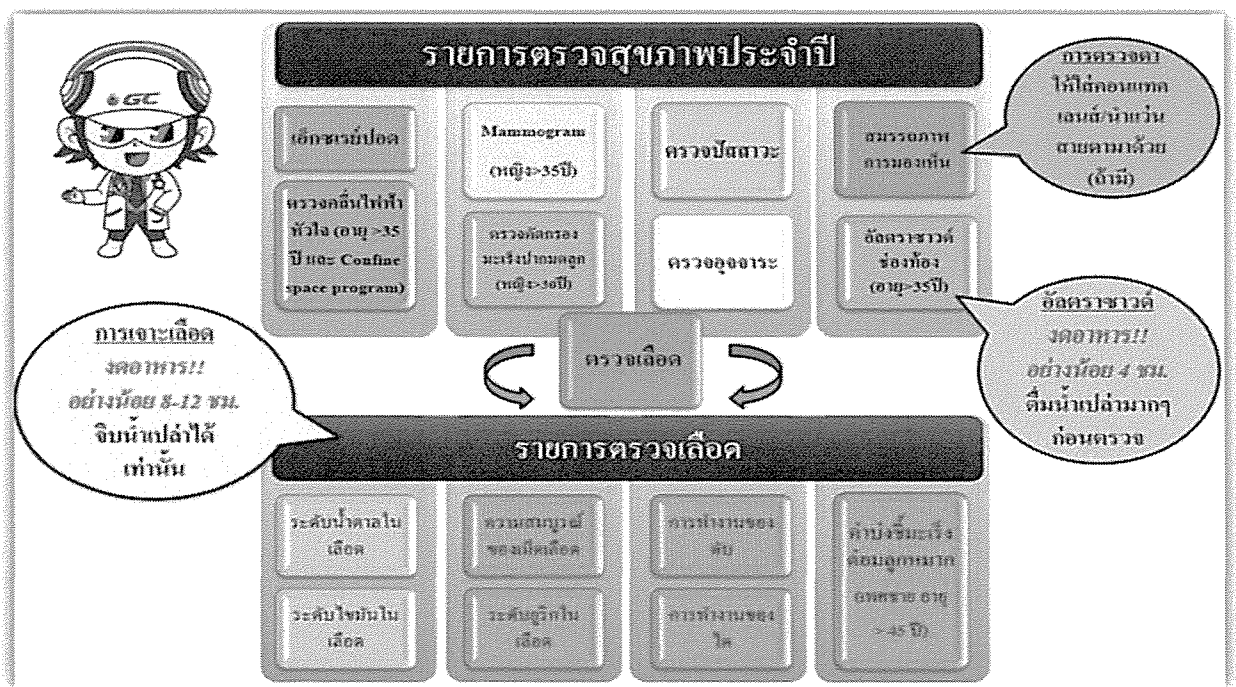 รายการตรวจสุขภาพประจำปี
GC
เอ็กซเรย์ปอด
ตรวจคลื่นไฟฟ้า
หัวใจ (อายุ >35
ปี และ Confine
space program)
Mammogram
(หญิง>35ปี)
ตรวจคัดกรอง
มะเร็งปากมดลูก
(หญิง>30ปี)
ตรวจปัสสาวะ
ตรวจอุจจาระ
สมรรถภาพ
การมองเห็น
อัลตราซาวด์
ช่องท้อง
(อายุ>35ปี)
การตรวจตา
ให้ใส่คอนแทค
เลนส์/นำแว่น
สายตามาด้วย
(ถ้ามี)
ตรวจเลือด
การเจาะเลือด
งดอาหาร!!
อย่างน้อย 8-12 ชม.
จิบน้ำเปล่าได้
เท่านั้น
อัลตราซาวด์
งดอาหาร!!
อย่างน้อย 4 ชม.
ดื่มน้ำเปล่ามากๆ
ก่อนตรวจ
รายการตรวจเลือด
ระดับน้ำตาลใน
เลือด
ระดับไขมันใน
เลือด
ความสมบูรณ์
ของเม็ดเลือด
ระดับยูริกใน
เลือด
การทำงานของ
ตับ
การทำงานของ
ไต
ค่าบ่งชี้มะเร็ง
ต่อมลูกหมาก
(เพศชาย อายุ
>45 ปี)